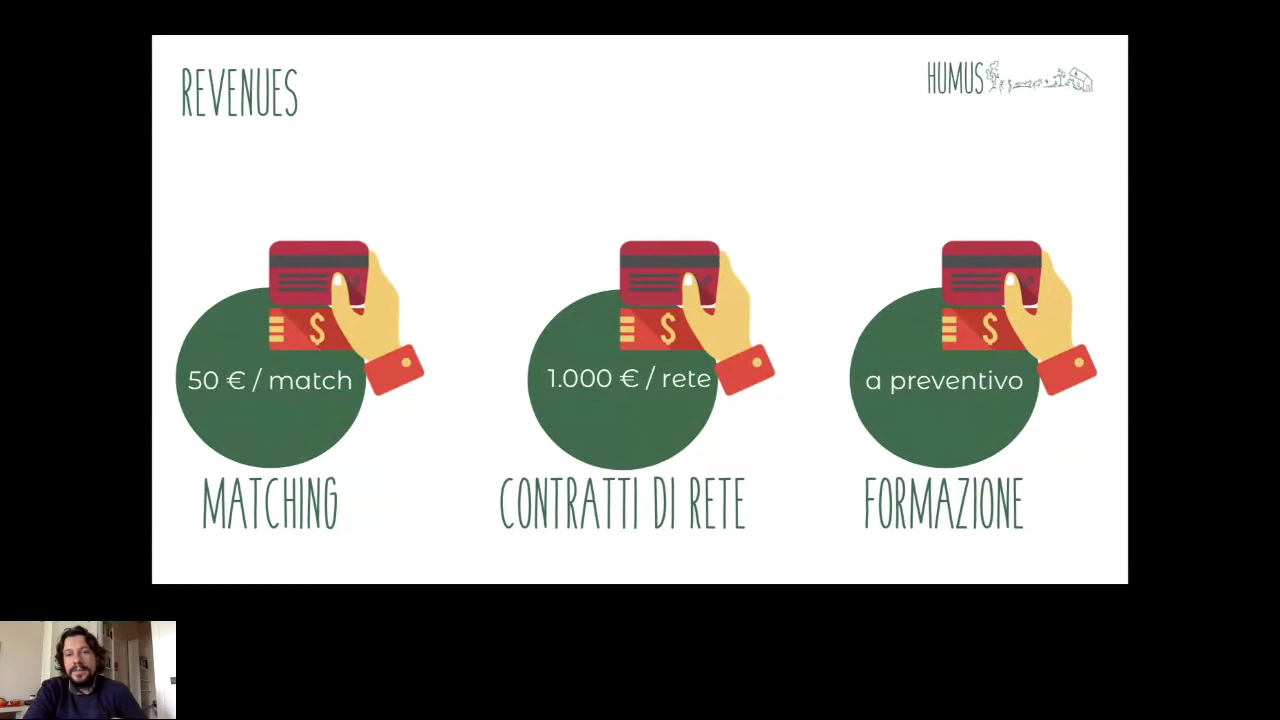 REVENUES
HUMUS
50 € / match
1.000 € / rete
a preventivo
MATCHING
CONTRATTI DI RETE
FORMAZIONE